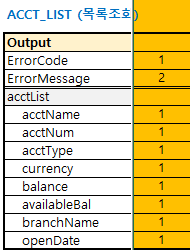 ACCT_LIST (목록조회)
Output
ErrorCode 1
ErrorMessage 2
acctList
acctName 1
acctNum 1
acctType 1
currency 1
balance 1
availableBal 1
branchName 1
openDate 1